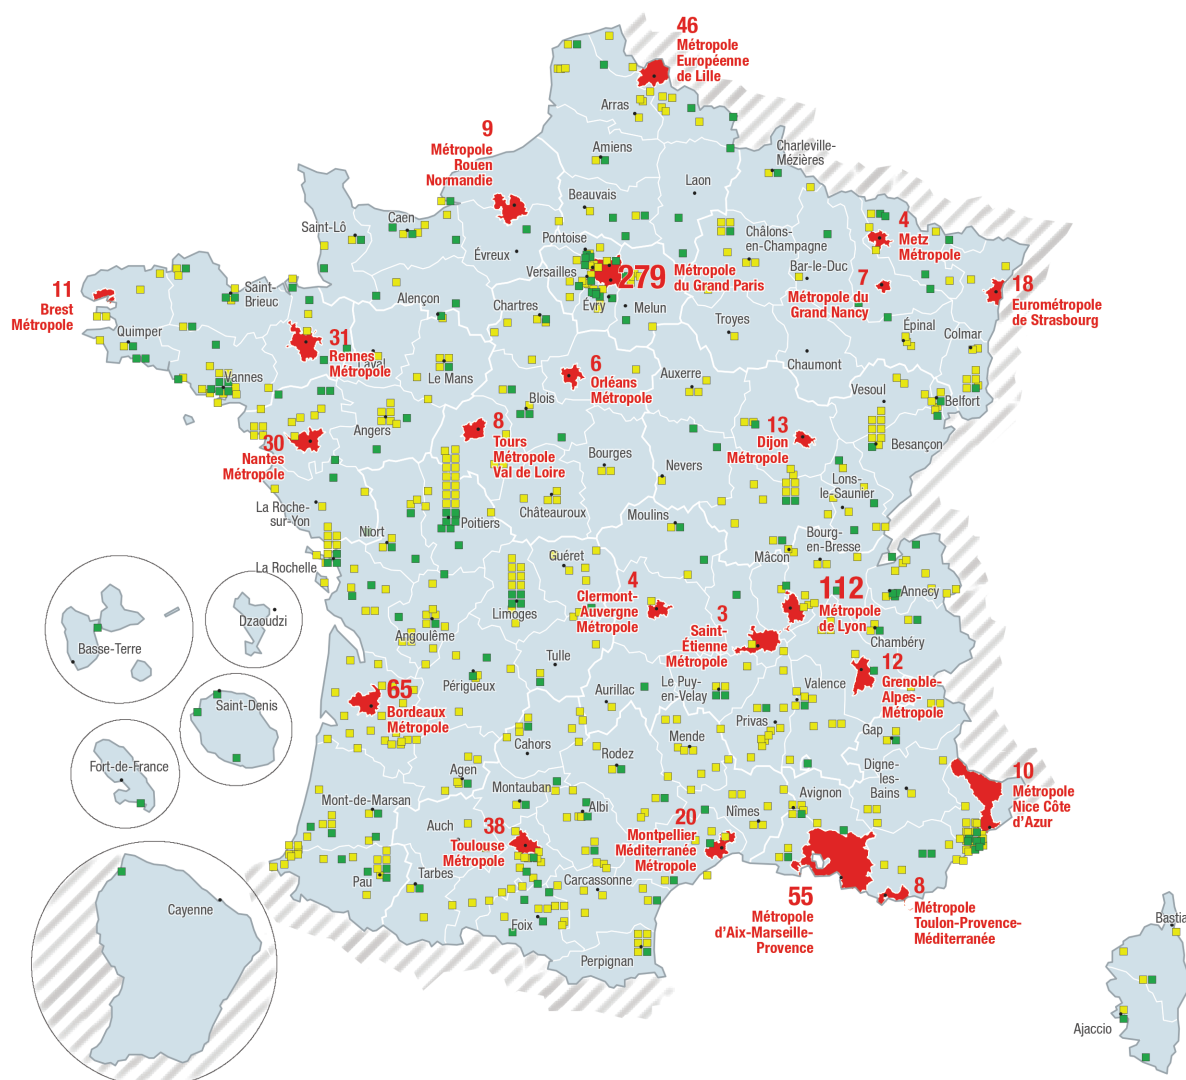 46
Métropole
Européenne
de Lille
Arras
9
Métropole
Rouen
Normandie
Amiens
Charleville-
Mézières
Laon
Beauvais
Saint-Lô
Caen
Pontoise
Évreux
Versailles
279
Métropole
du Grand Paris
Châlons-
en-Champagne
Bar-le-Duc
4
Metz
Métropole
7
Métropole du
Grand Nancy
18
Eurométropole
de Strasbourg
11
Brest
Métropole
Saint-
Brieuc
Quimper
Alençon
Chartres
Évry
Melun
Troyes
Épinal
Colmar
31
Rennes
Métropole
Laval
Le Mans
Vannes
6
Orléans
Métropole
Auxerre
Chaumont
Vesoul
Belfort
Blois
Angers
8
Tours
Métropole
Val de Loire
30
Nantes
Métropole
13
Dijon
Métropole
Besançon
Bourges
Nevers
Lons-
le-Saunier
La Roche-
sur-Yon
Niort
Poitiers
Châteauroux
Moulins
Bourg-
en-Bresse
Mâcon
La Rochelle
Guéret
Limoges
4
Clermont-
Auvergne
Métropole
112
Métropole
de Lyon
Annecy
3
Saint-
Étienne
Métropole
Chambéry
Angoulême
Tulle
Périgueux
Aurillac
Le Puy-
en-Velay
Valence
12
Grenoble-
Alpes-
Métropole
65
Bordeaux
Métropole
Privas
Gap
Cahors
Mende
Rodez
Agen
Montauban
Digne-
les-
Bains
10
Métropole
Nice Côte
d'Azur
Mont-de-Marsan
Albi
Avignon
Nîmes
Auch
38
Toulouse
Métropole
20
Montpellier
Méditerranée
Métropole
Pau
Tarbes
Carcassonne
Foix
Perpignan
55
Métropole
d'Aix-Marseille-
Provence
8
Métropole
Toulon-Provence-
Méditerranée
Bastia
Ajaccio
Basse-Terre
Dzaoudzi
Saint-Denis
Fort-de-France
Cayenne